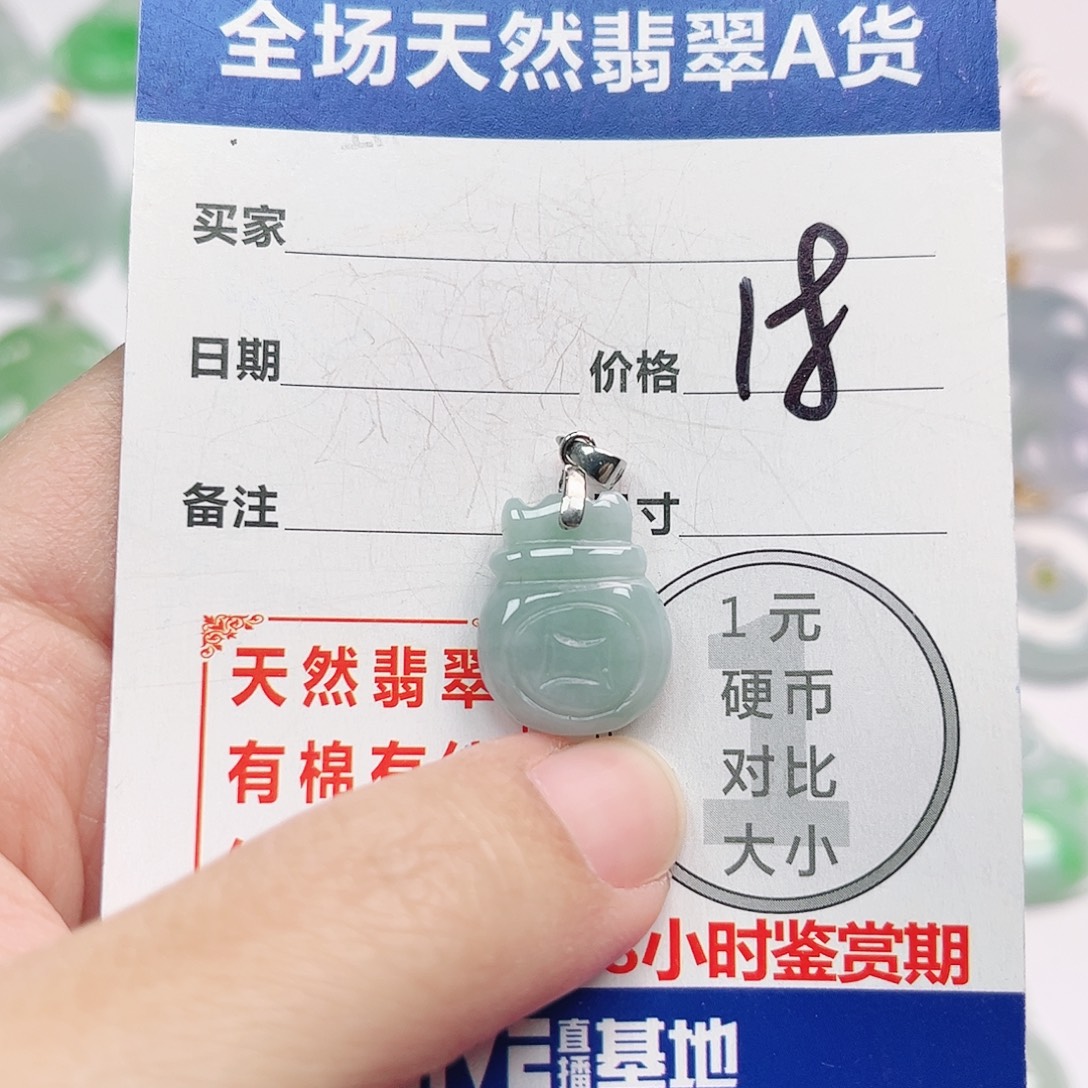 全场天然翡翠A货
买家
日期 价格 18
备注 寸
天然翡翠
有棉有
1元
硬币
对比
大小
8小时鉴赏期
直播基地